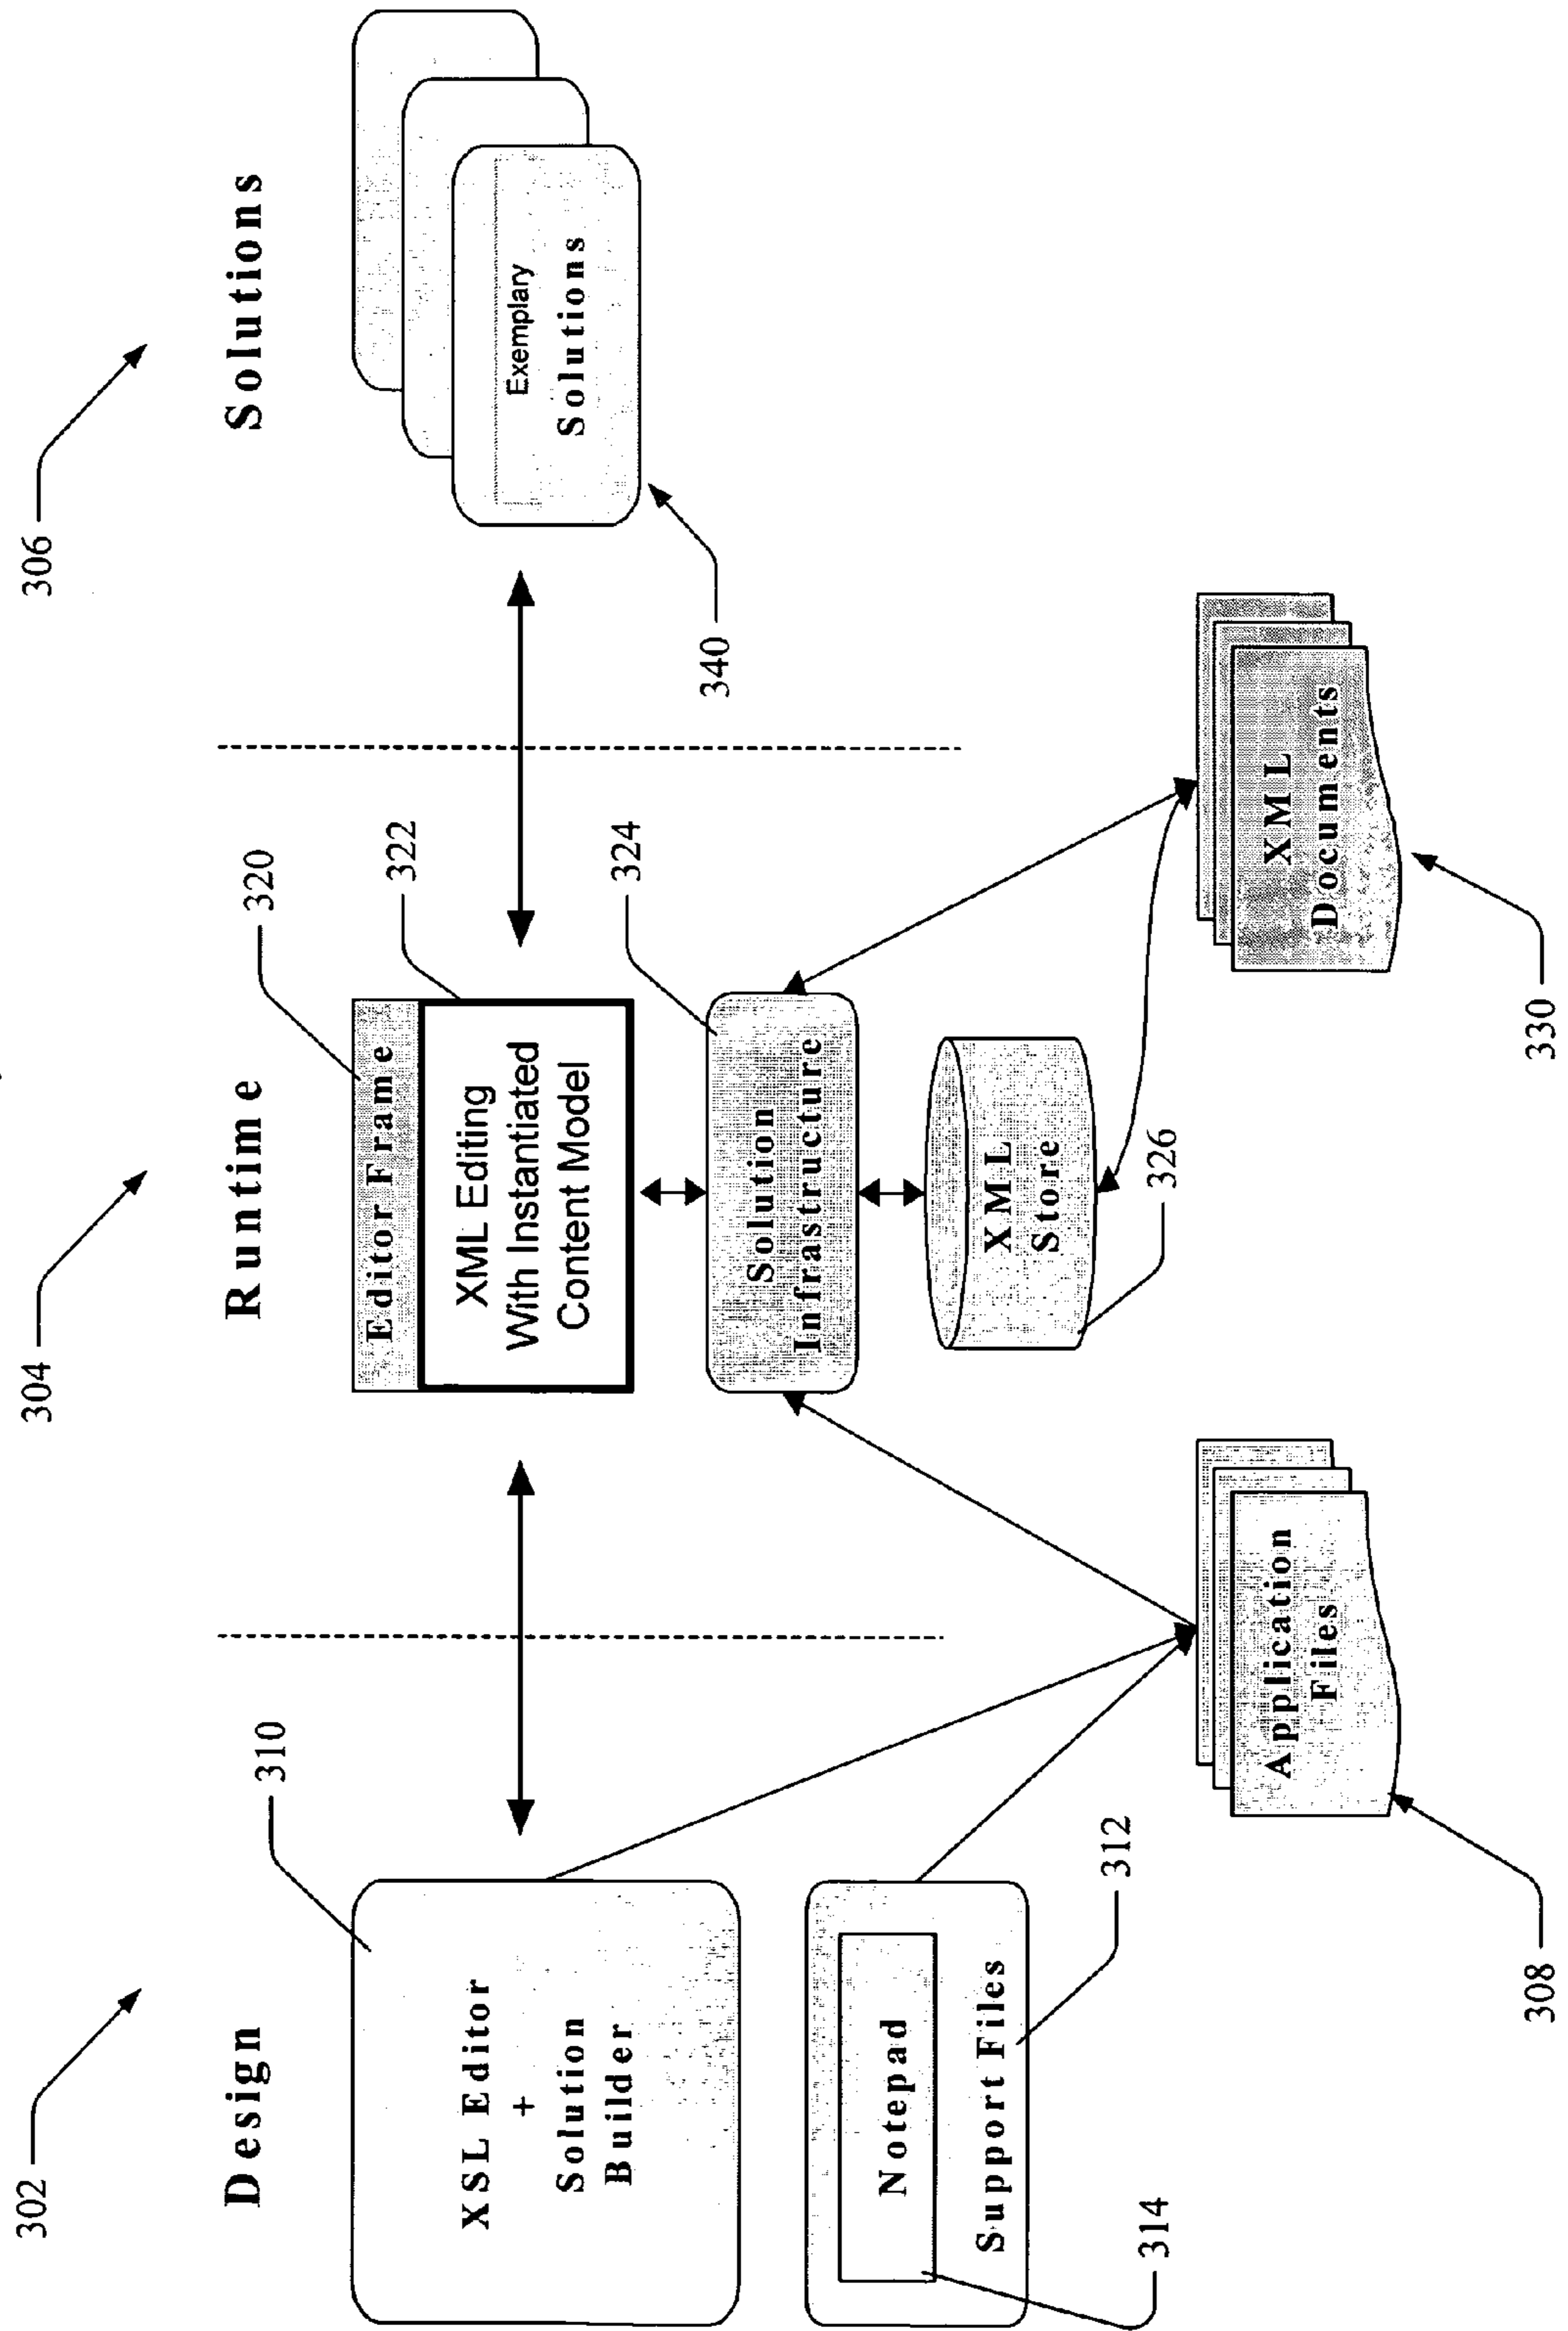 302
304
306
Design
Runtime
Solutions
310
XSL Editor
+
Solution
Builder
Notepad
Support Files
312
314
308
Application
Files
320
Editor Frame
322
XML Editing
With Instantiated
Content Model
324
Solution
Infrastructure
XML
Store
326
XML
Documents
330
Exemplary
Solutions
340